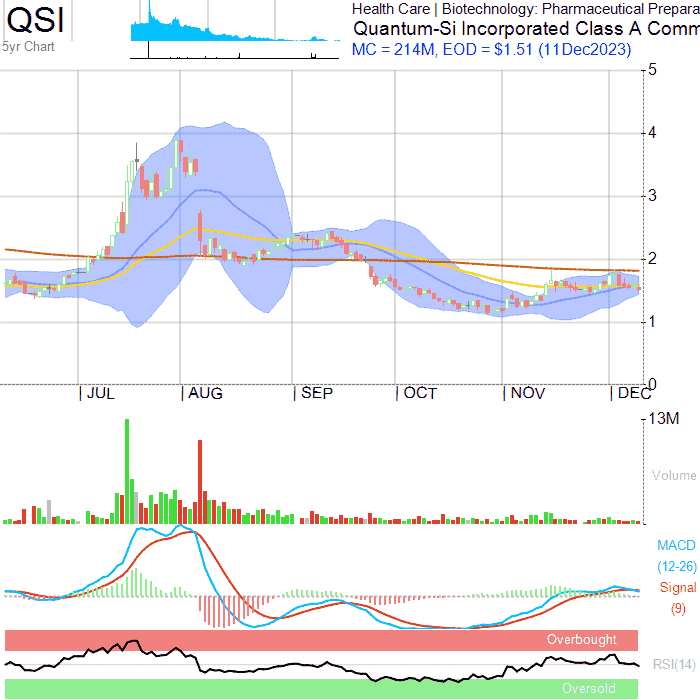 QSI
5yr Chart
Health Care | Biotechnology: Pharmaceutical Prepara
Quantum-Si Incorporated Class A Comm
MC = 214M, EOD = $1.51 (11Dec2023)
5
4
3
2
1
0
| JUL | AUG | SEP | OCT | NOV | DEC
13M
Volume
MACD
(12-26)
Signal
(9)
Overbought
RSI(14)
Oversold